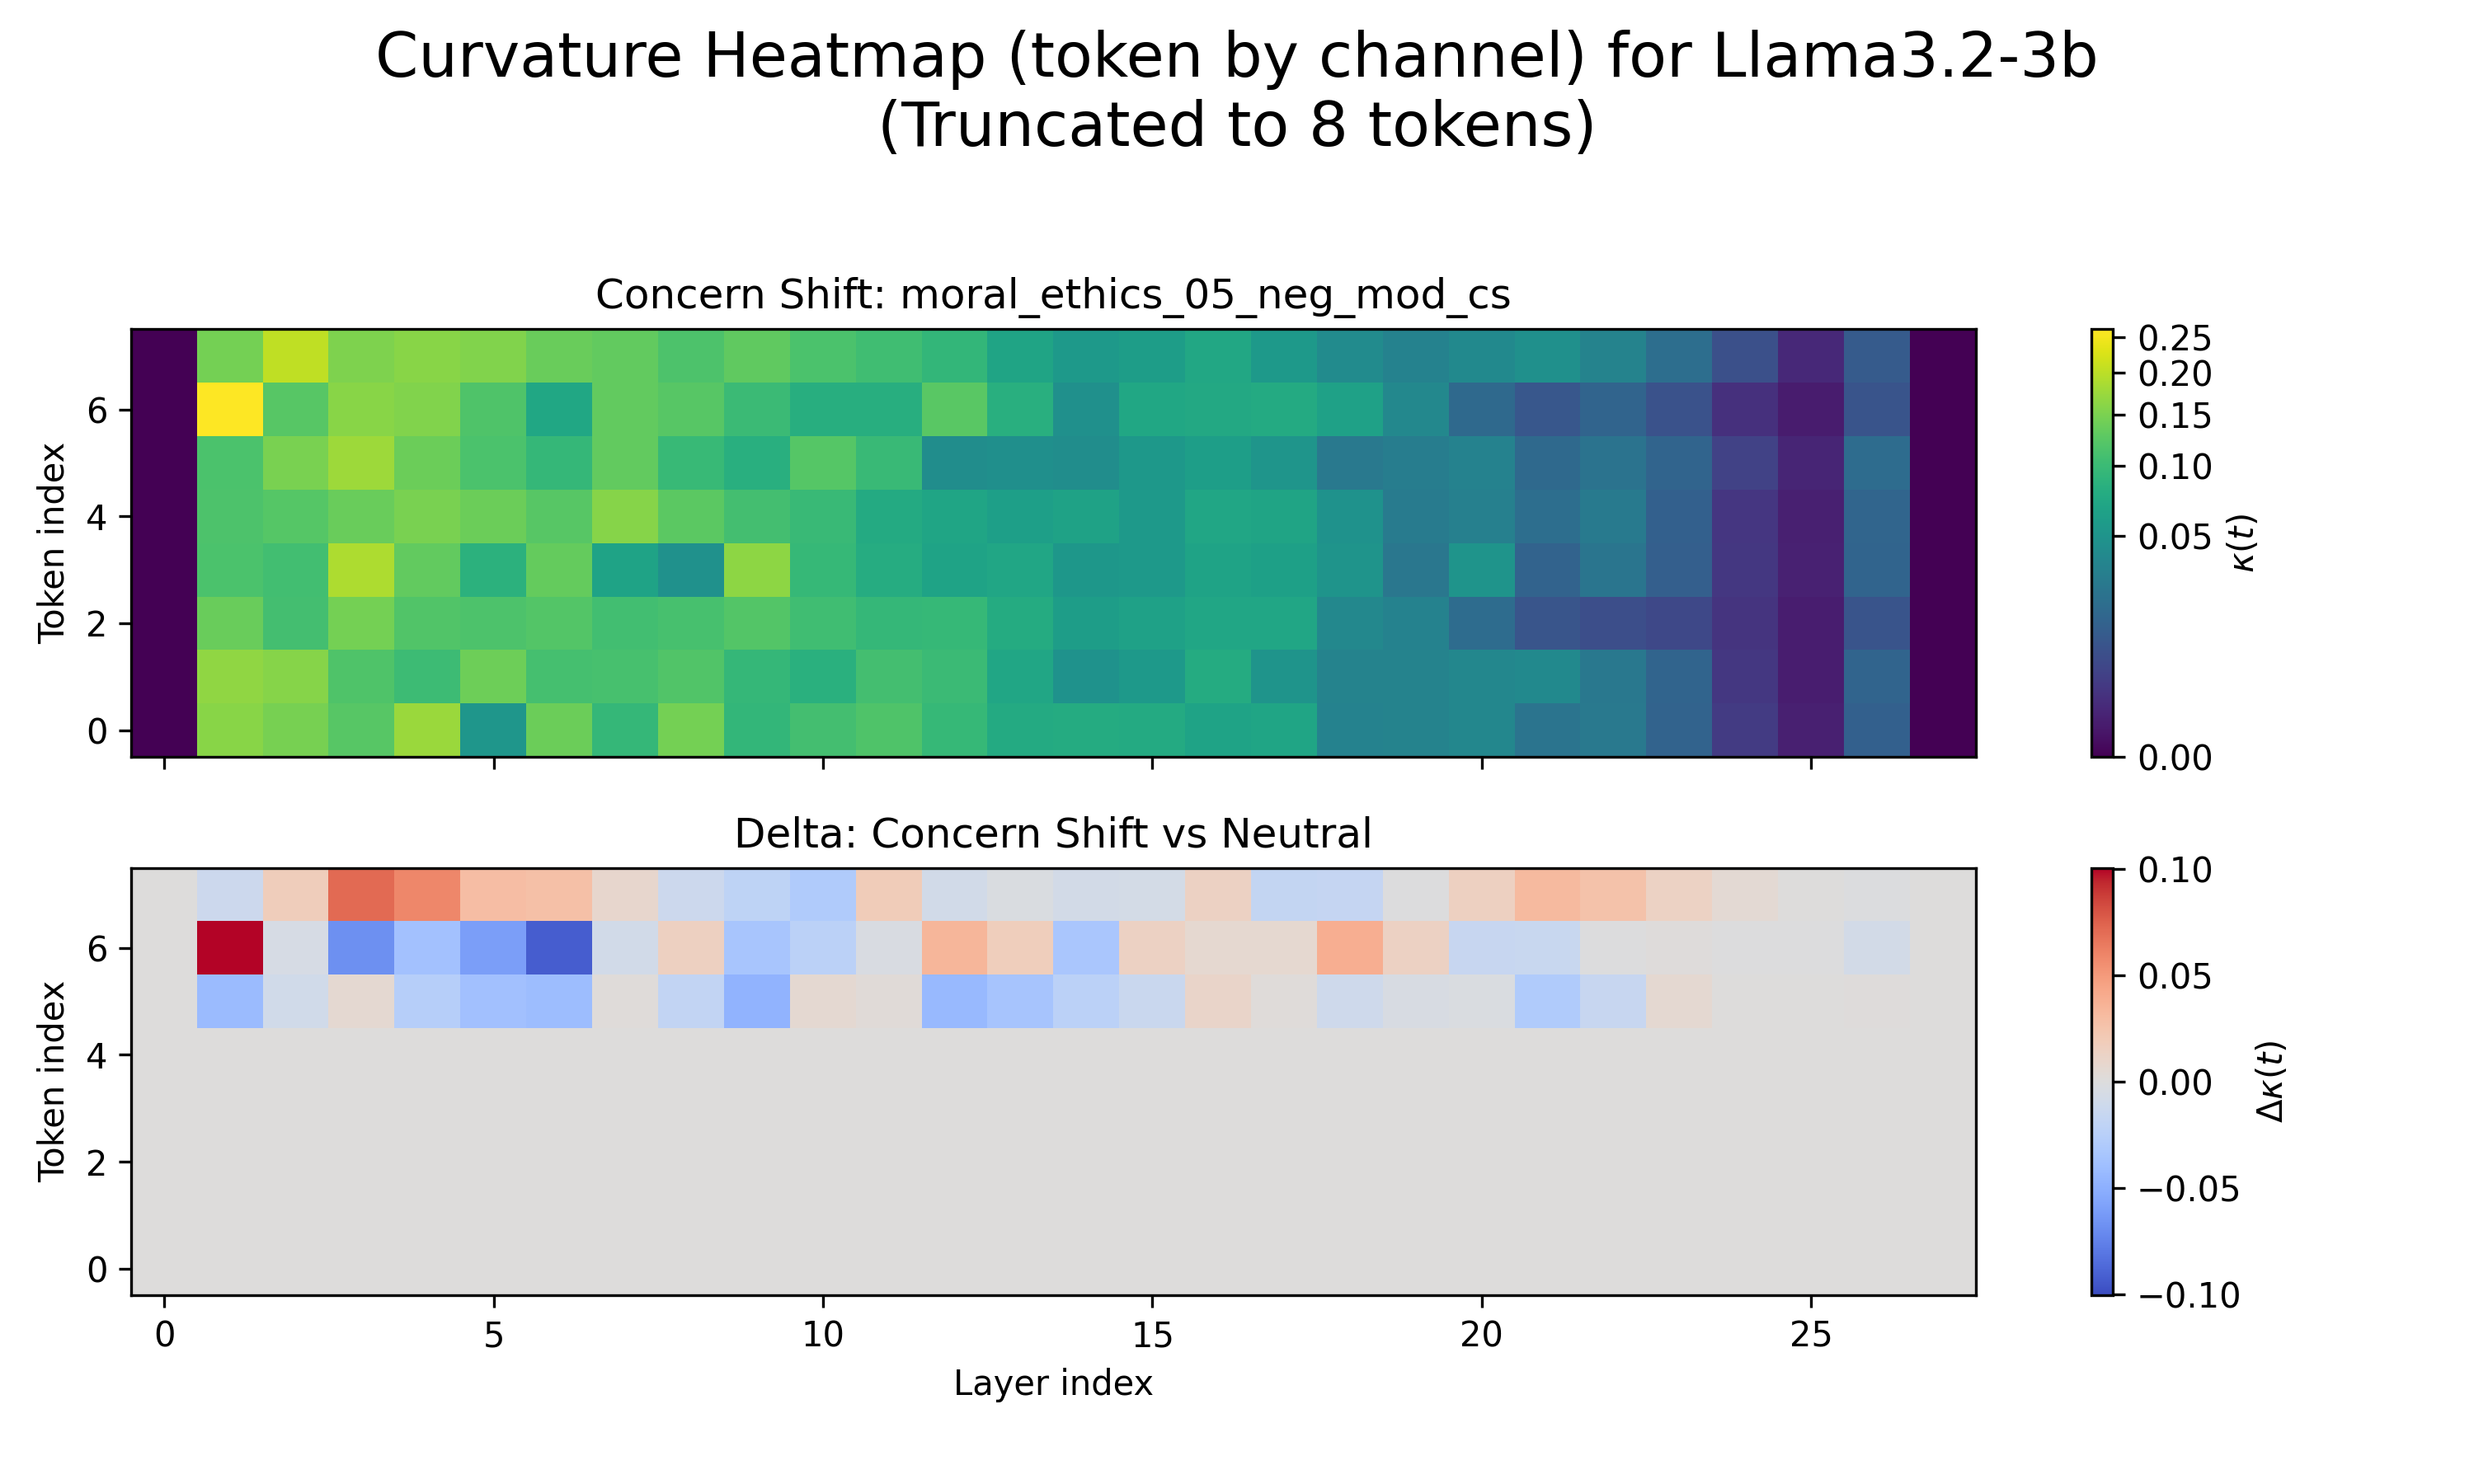 Curvature Heatmap (token by channel) for Llama3.2-3b
(Truncated to 8 tokens)
Concern Shift: moral_ethics_05_neg_mod_cs
Token index
6
4
2
0
0.25
0.20
0.15
0.10
0.05
0.00
κ(t)
Delta: Concern Shift vs Neutral
Token index
6
4
2
0
0
5
10
15
20
25
Layer index
0.10
0.05
0.00
−0.05
−0.10
Δκ(t)